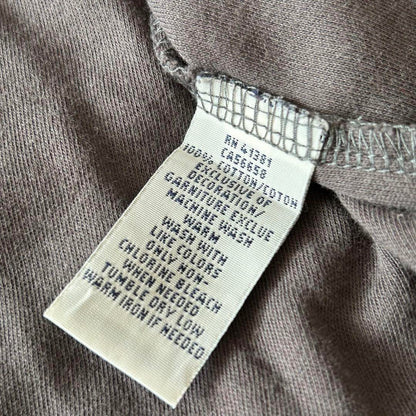 RN 41381
CA56658
100% COTTON/COTON
EXCLUSIVE OF
DECORATION/
GARNITURE EXCLUE
MACHINE WASH
WARM
WASH WITH
LIKE COLORS
ONLY NON-
CHLORINE BLEACH
WHEN NEEDED
TUMBLE DRY LOW
WARM IRON IF NEEDED